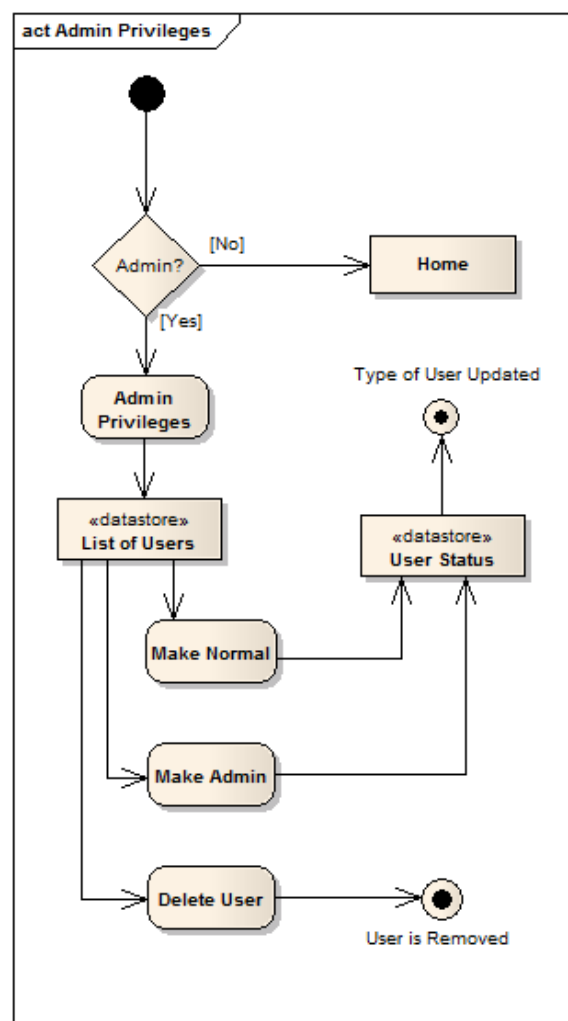 act Admin Privileges
Admin?
[No]
Home
[Yes]
Admin
Privileges
Type of User Updated
«datastore»
List of Users
«datastore»
User Status
Make Normal
Make Admin
Delete User
User is Removed